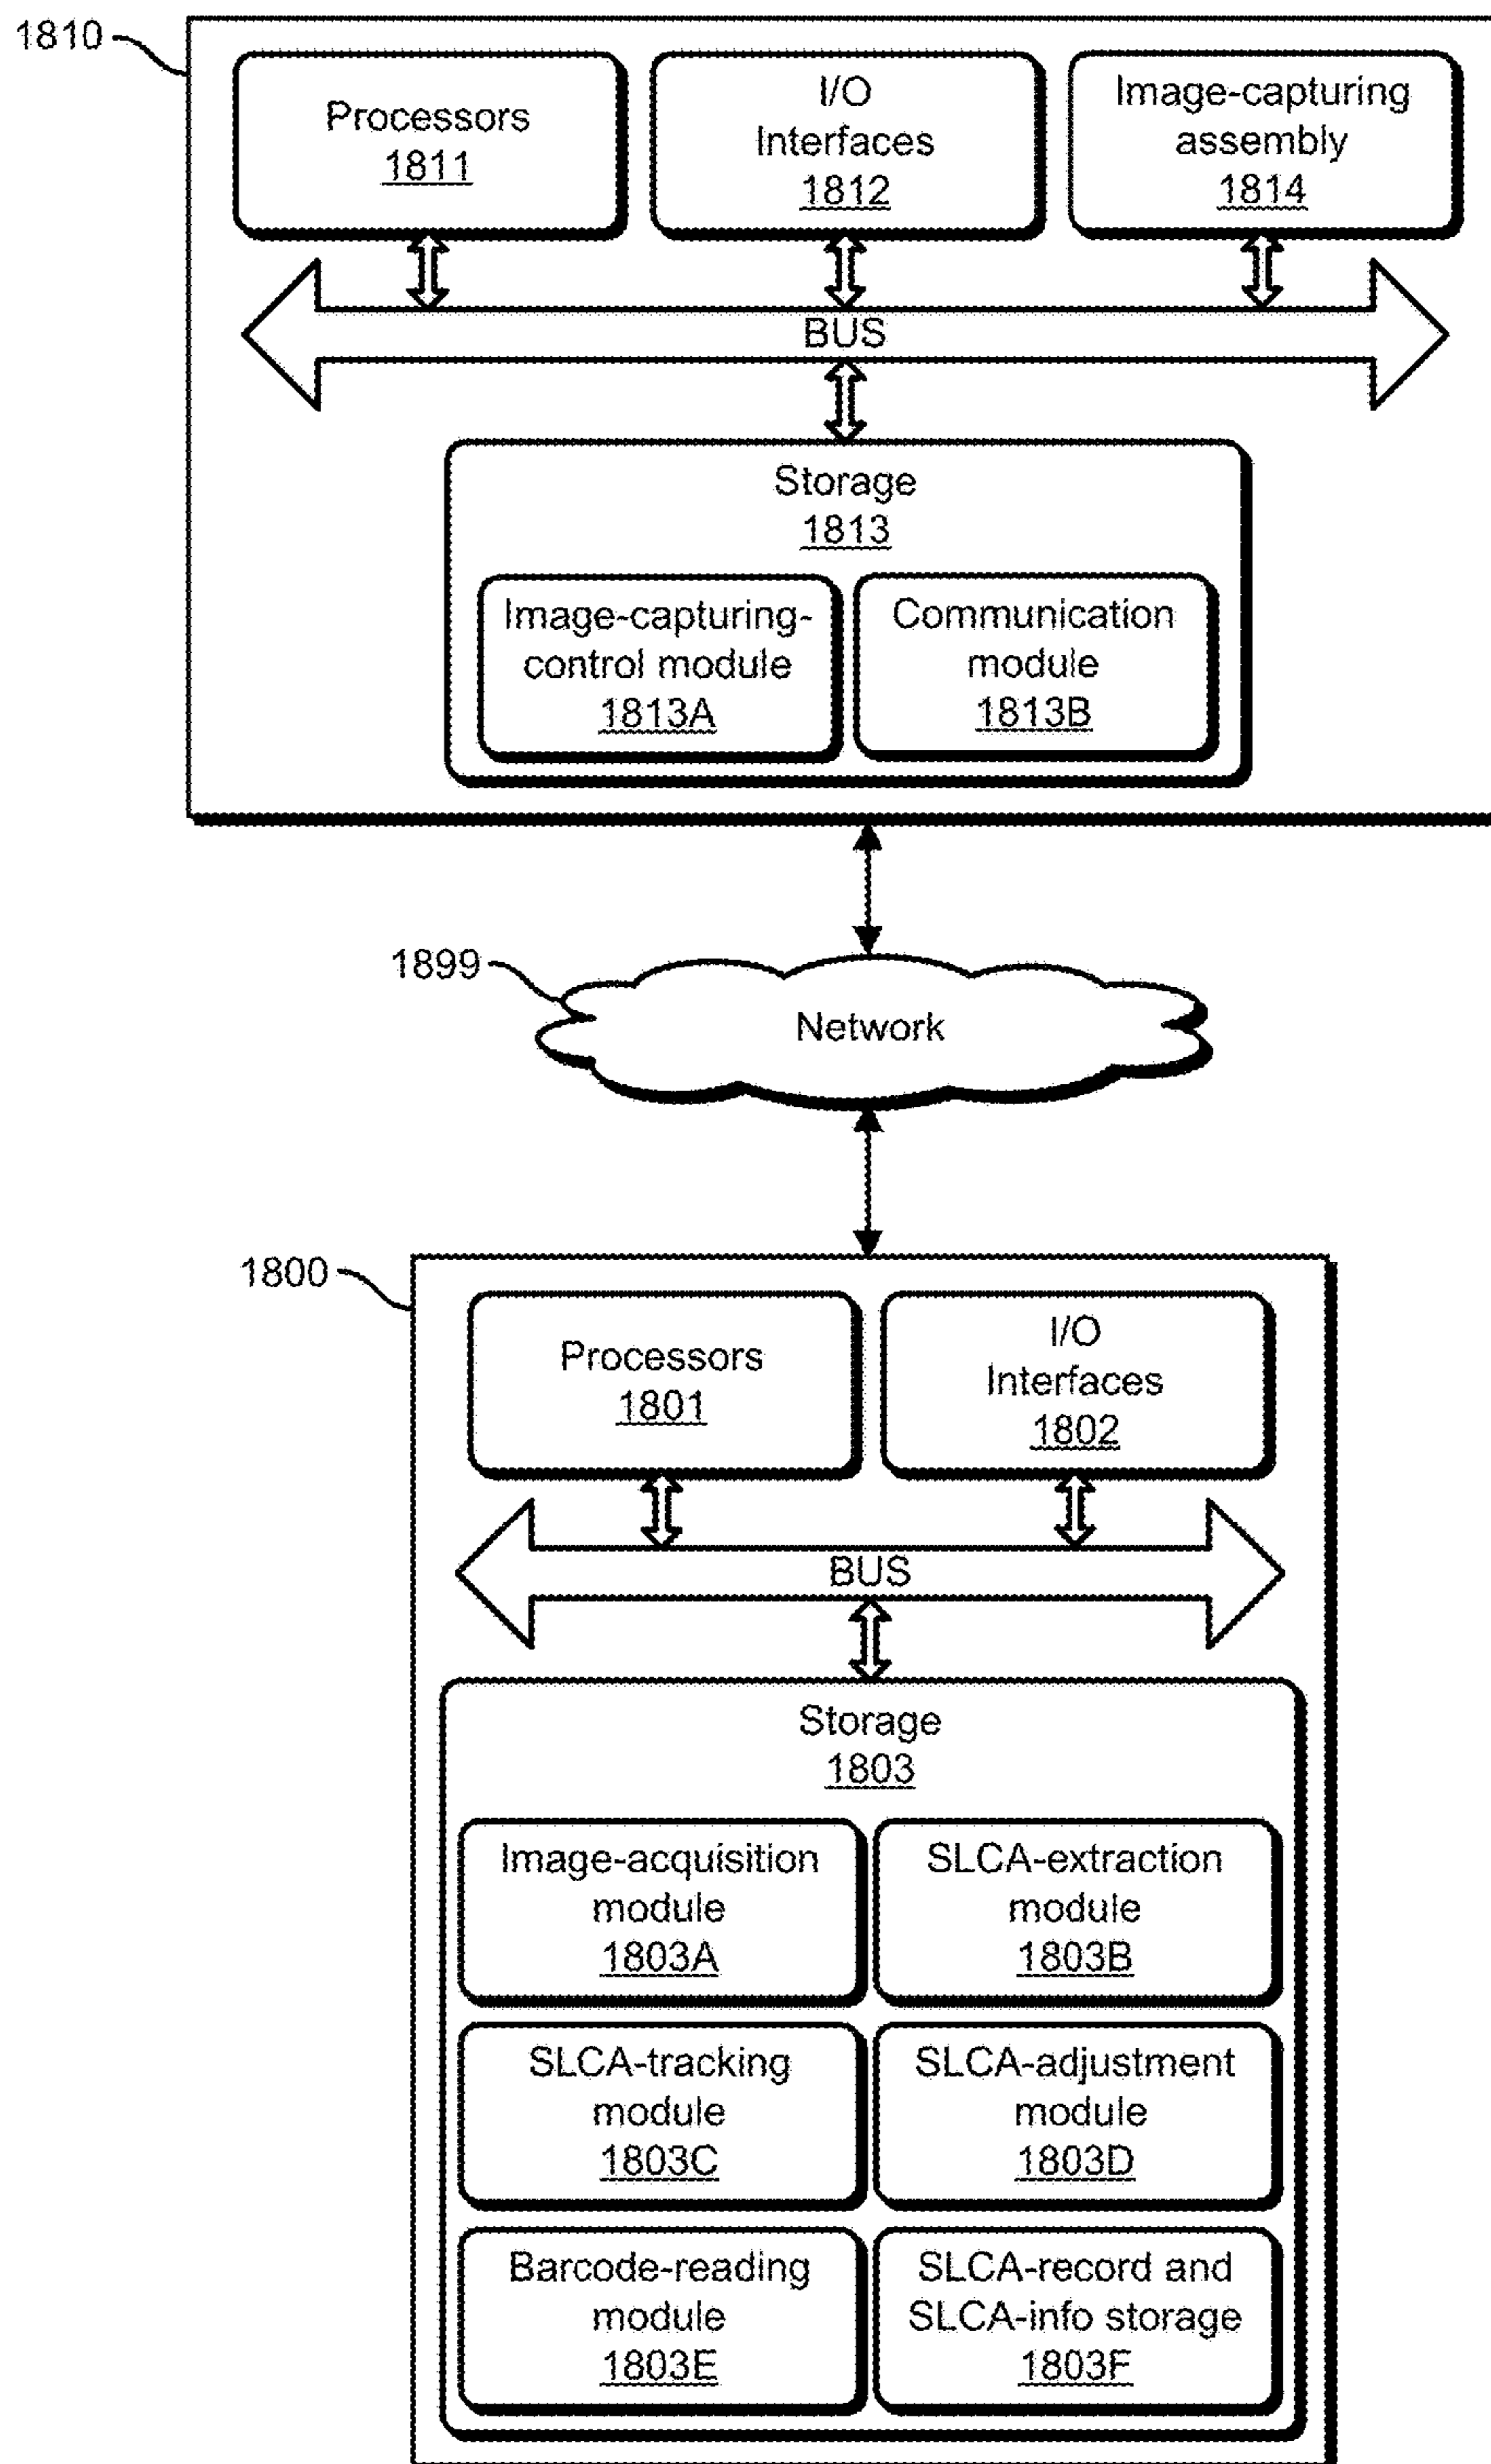 1810
Processors
1811
I/O
Interfaces
1812
Image-capturing
assembly
1814
BUS
Storage
1813
Image-capturing-
control module
1813A
Communication
module
1813B
1899
Network
1800
Processors
1801
I/O
Interfaces
1802
BUS
Storage
1803
Image-acquisition
module
1803A
SLCA-extraction
module
1803B
SLCA-tracking
module
1803C
SLCA-adjustment
module
1803D
Barcode-reading
module
1803E
SLCA-record and
SLCA-info storage
1803F